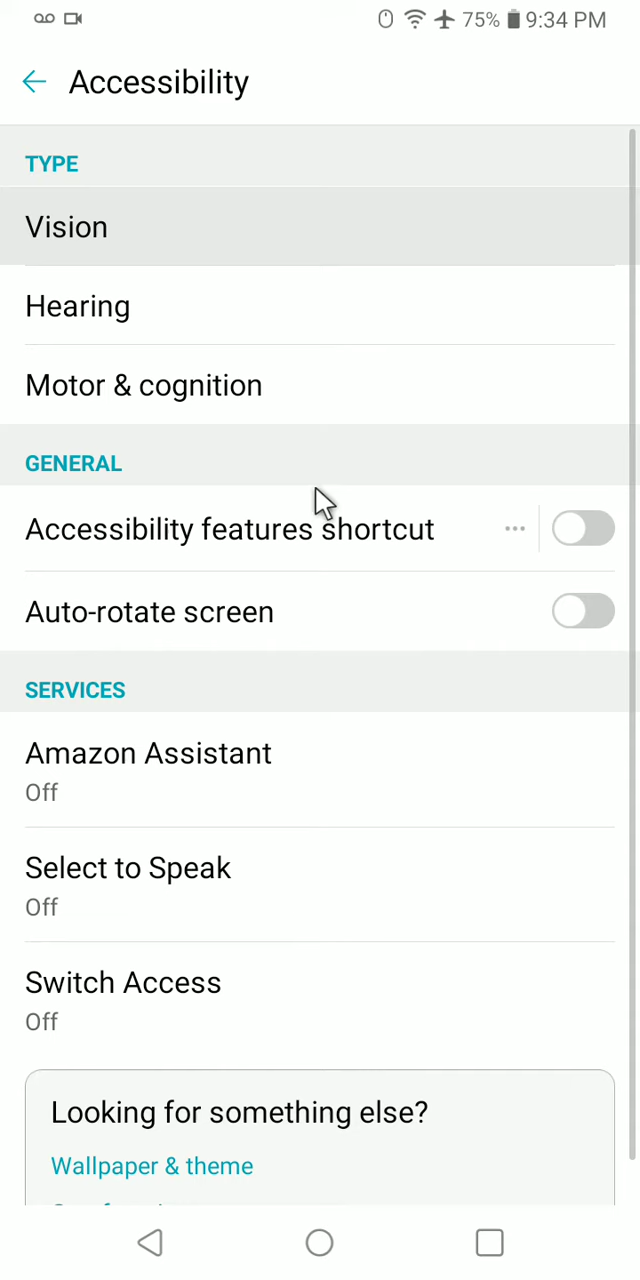 75% 9:34 PM
Accessibility
TYPE
Vision
Hearing
Motor & cognition
GENERAL
Accessibility features shortcut
Auto-rotate screen
SERVICES
Amazon Assistant
Off
Select to Speak
Off
Switch Access
Off
Looking for something else?
Wallpaper & theme